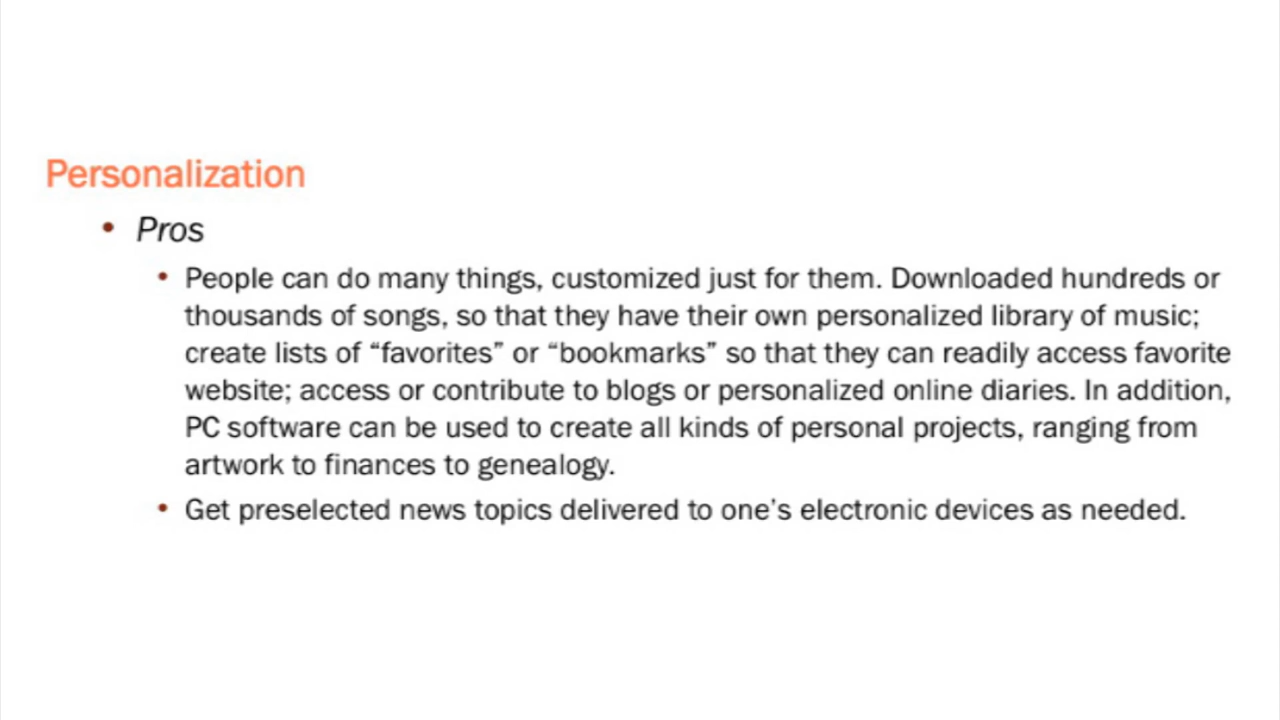 Personalization
• Pros
• People can do many things, customized just for them. Downloaded hundreds or
thousands of songs, so that they have their own personalized library of music;
create lists of “favorites” or “bookmarks” so that they can readily access favorite
website; access or contribute to blogs or personalized online diaries. In addition,
PC software can be used to create all kinds of personal projects, ranging from
artwork to finances to genealogy.
• Get preselected news topics delivered to one’s electronic devices as needed.